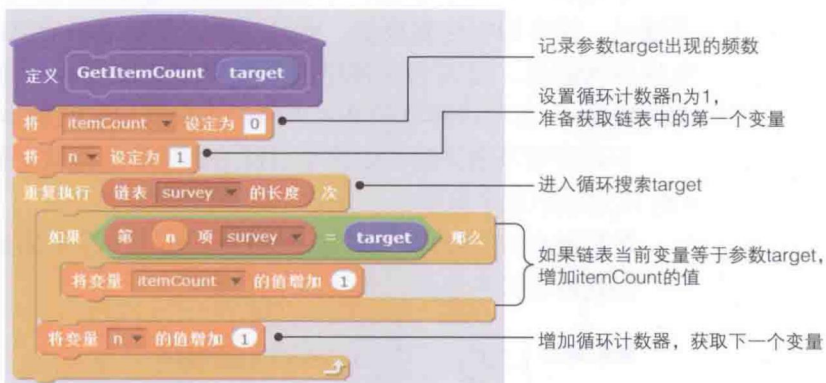 定义 GetItemCount target
将 itemCount 设定为 0
将 n 设定为 1
重复执行 链表 survey 的长度 次
如果 第 n 项 survey = target 那么
将变量 itemCount 的值增加 1
将变量 n 的值增加 1
记录参数target出现的频数
设置循环计数器n为1，
准备获取链表中的第一个变量
进入循环搜索target
如果链表当前变量等于参数target，
增加itemCount的值
增加循环计数器，获取下一个变量